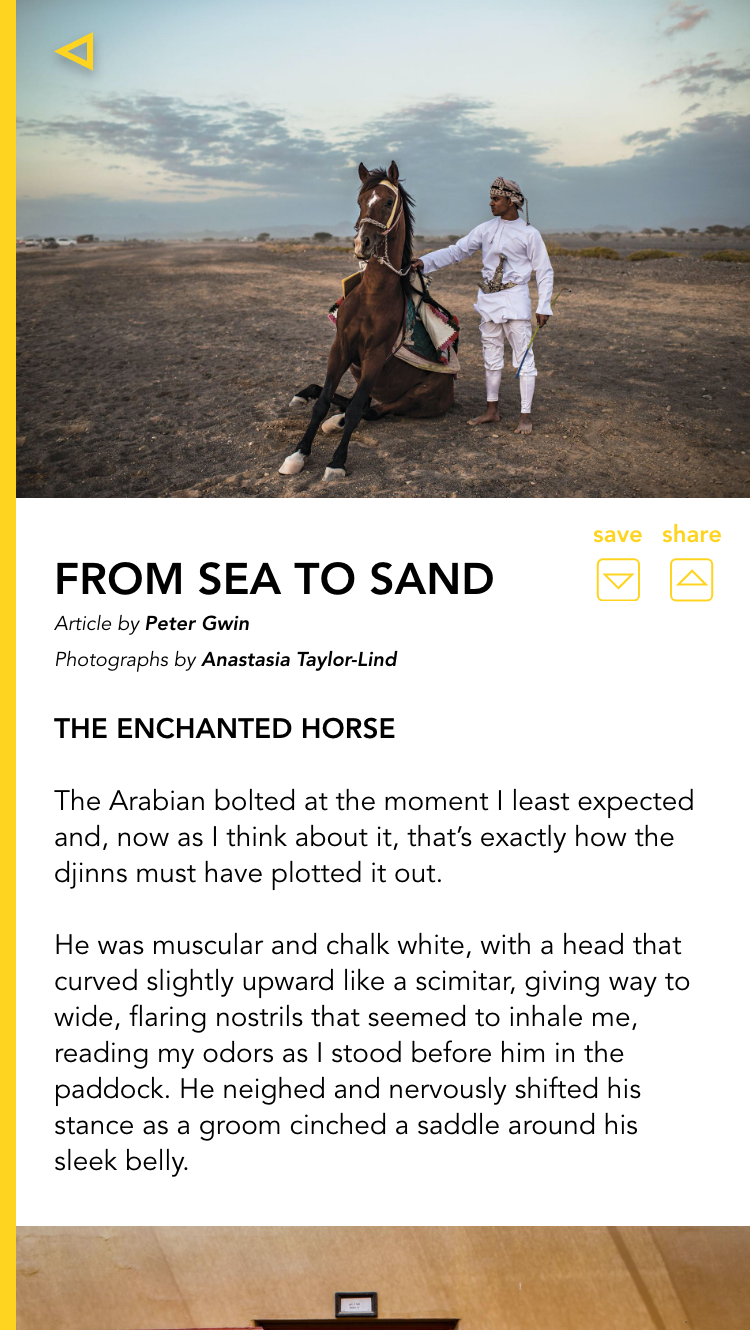 save share
FROM SEA TO SAND
Article by Peter Gwin
Photographs by Anastasia Taylor-Lind
THE ENCHANTED HORSE
The Arabian bolted at the moment I least expected
and, now as I think about it, that’s exactly how the
djinns must have plotted it out.
He was muscular and chalk white, with a head that
curved slightly upward like a scimitar, giving way to
wide, flaring nostrils that seemed to inhale me,
reading my odors as I stood before him in the
paddock. He neighed and nervously shifted his
stance as a groom cinched a saddle around his
sleek belly.